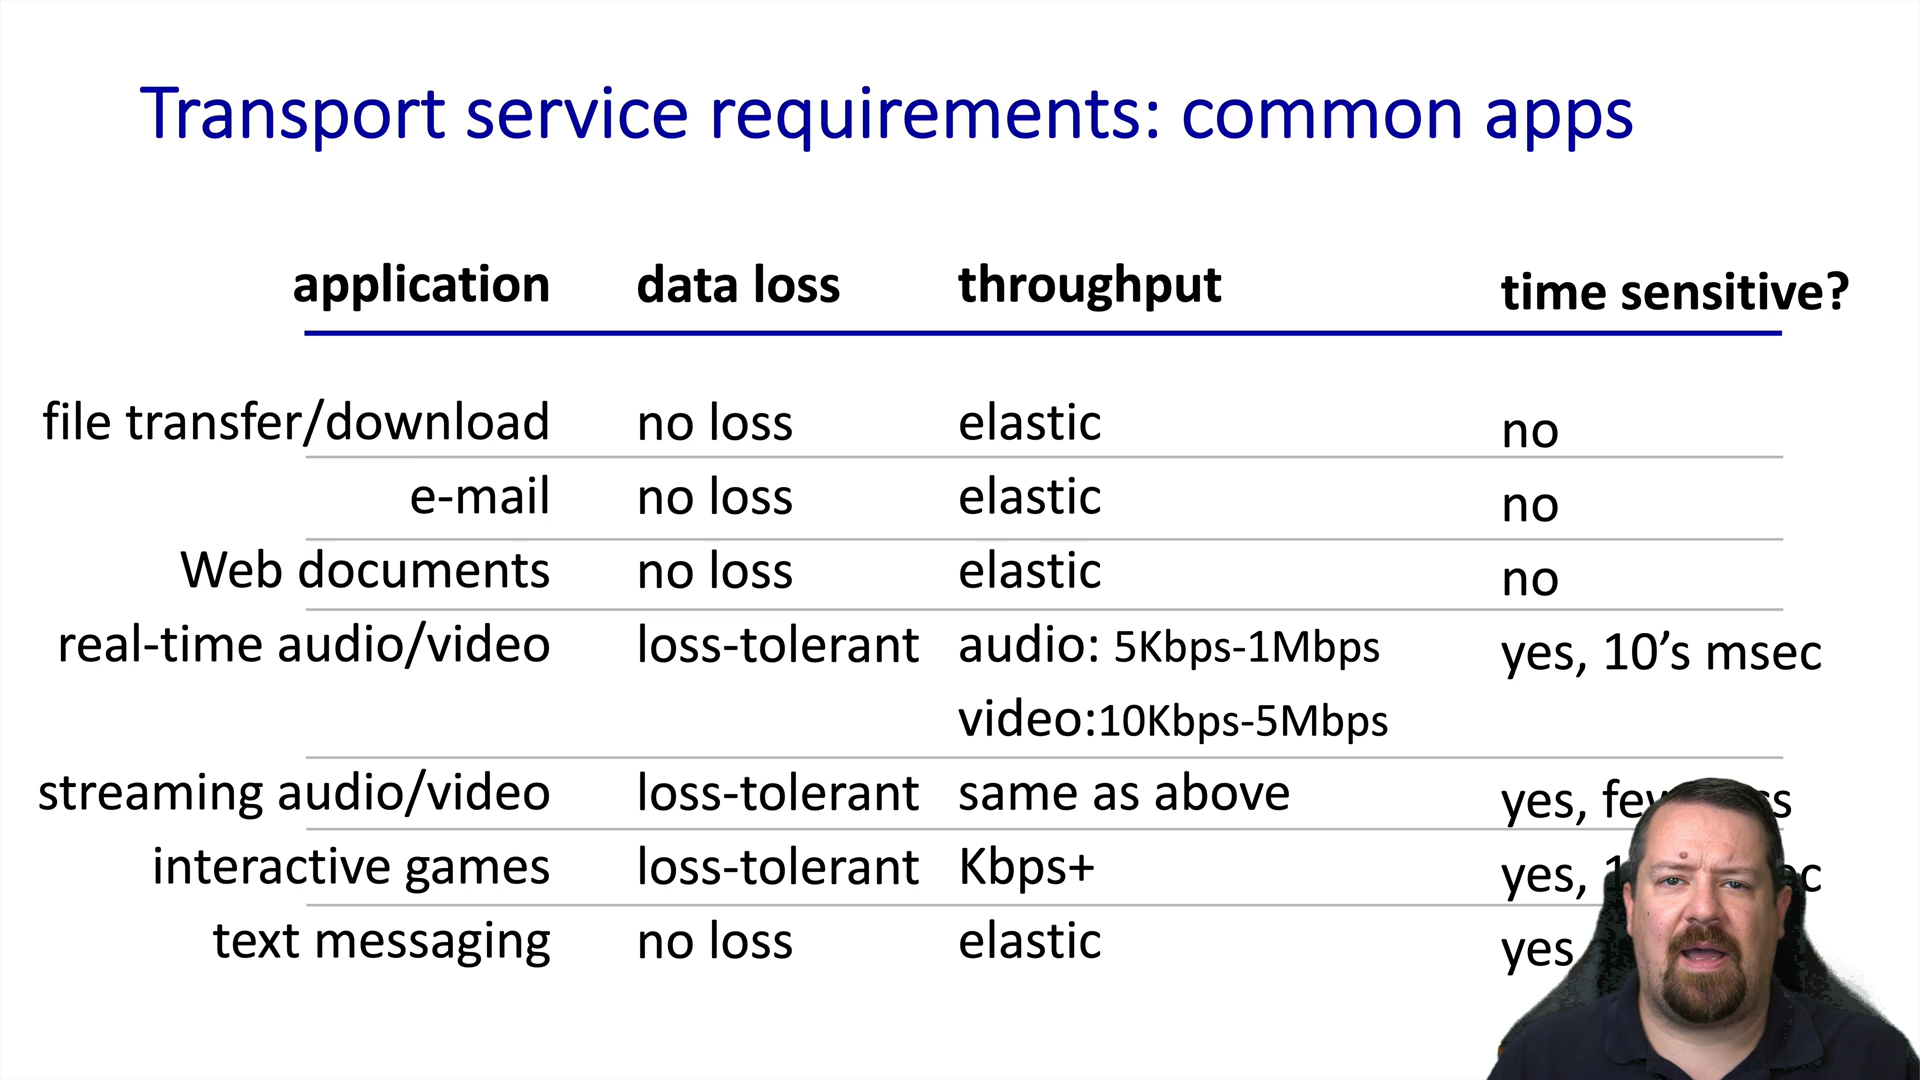 Transport service requirements: common apps
application data loss throughput time sensitive?
file transfer/download no loss elastic no
e-mail no loss elastic no
Web documents no loss elastic no
real-time audio/video loss-tolerant audio: 5Kbps-1Mbps yes, 10’s msec
video:10Kbps-5Mbps
streaming audio/video loss-tolerant same as above yes,
interactive games loss-tolerant Kbps+ yes,
text messaging no loss elastic yes